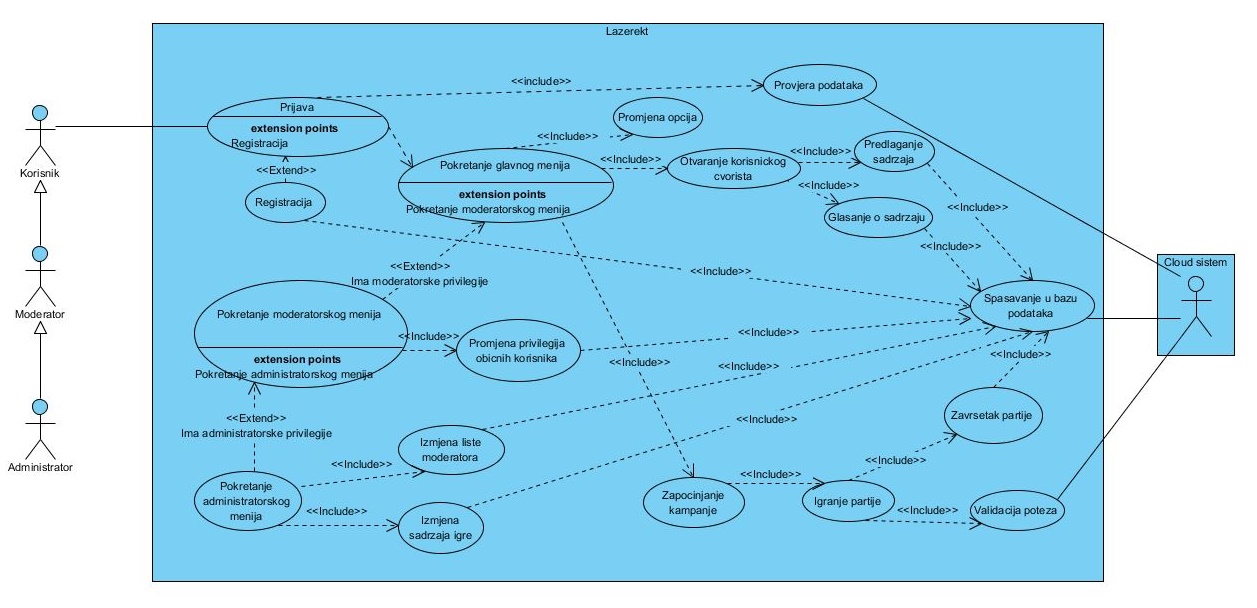 Lazerekt
<<include>>
Provjera podataka
Prijava
extension points
Registracija
Promjena opcija
<<Include>>
Pokretanje glavnog menija
extension points
Pokretanje moderatorskog menija
<<Include>>
Otvaranje korisnickog
cvorista
<<Include>>
Predlaganje
sadrzaja
<<Include>>
Glasanje o sadrzaju
<<Include>>
<<Include>>
Korisnik
<<Extend>>
Registracija
<<Include>>
Cloud sistem
Spasavanje u bazu
podataka
<<Extend>>
Ima moderatorske privilegije
Moderator
Pokretanje moderatorskog menija
extension points
Pokretanje administratorskog menija
<<Include>>
Promjena privilegija
obicnih korisnika
<<Include>>
<<Include>>
<<Include>>
<<Include>>
<<Include>>
<<Extend>>
Ima administratorske privilegije
Administrator
Izmjena liste
moderatora
<<Include>>
Zavrsetak partije
<<Include>>
Pokretanje
administratorskog
menija
<<Include>>
Izmjena
sadrzaja igre
Zapocinjanje
kampanje
<<Include>>
Igranje partije
<<Include>>
Validacija poteza